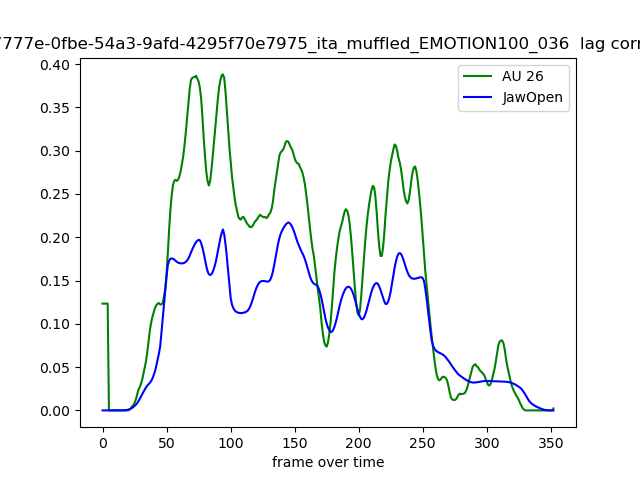 7777e-0fbe-54a3-9afd-4295f70e7975_ita_muffled_EMOTION100_036 lag
0.40
0.35
0.30
0.25
0.20
0.15
0.10
0.05
0.00
AU 26
JawOpen
0 50 100 150 200 250 300 350
frame over time